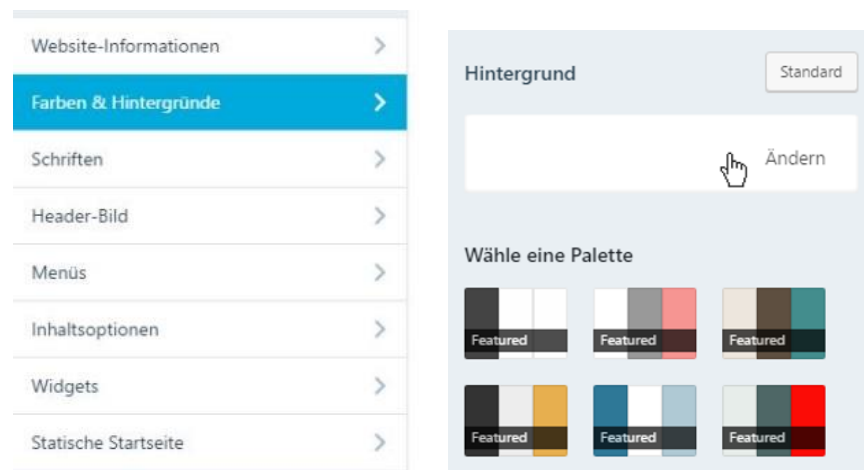 Website-Informationen
Farben & Hintergründe
Schriften
Header-Bild
Menüs
Inhaltsoptionen
Widgets
Statische Startseite
Hintergrund
Standard
Ändern
Wähle eine Palette
Featured
Featured
Featured
Featured
Featured
Featured